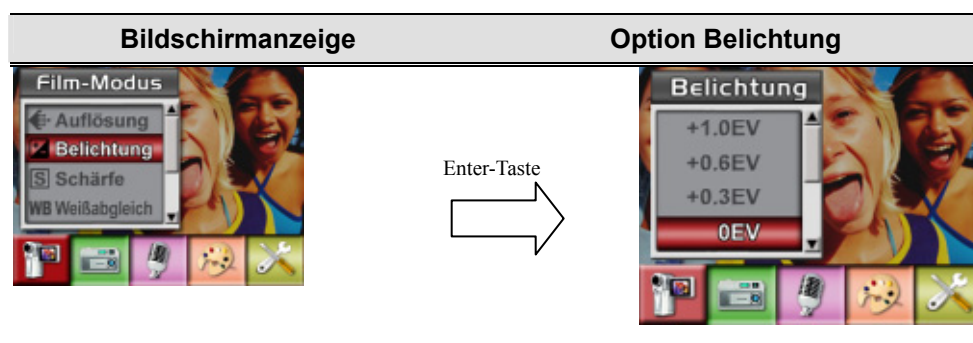 Bildschirmanzeige
Option Belichtung
Film-Modus
Auflösung
Belichtung
S Schärfe
WB Weißabgleich
Enter-Taste
Belichtung
+1.0EV
+0.6EV
+0.3EV
0EV